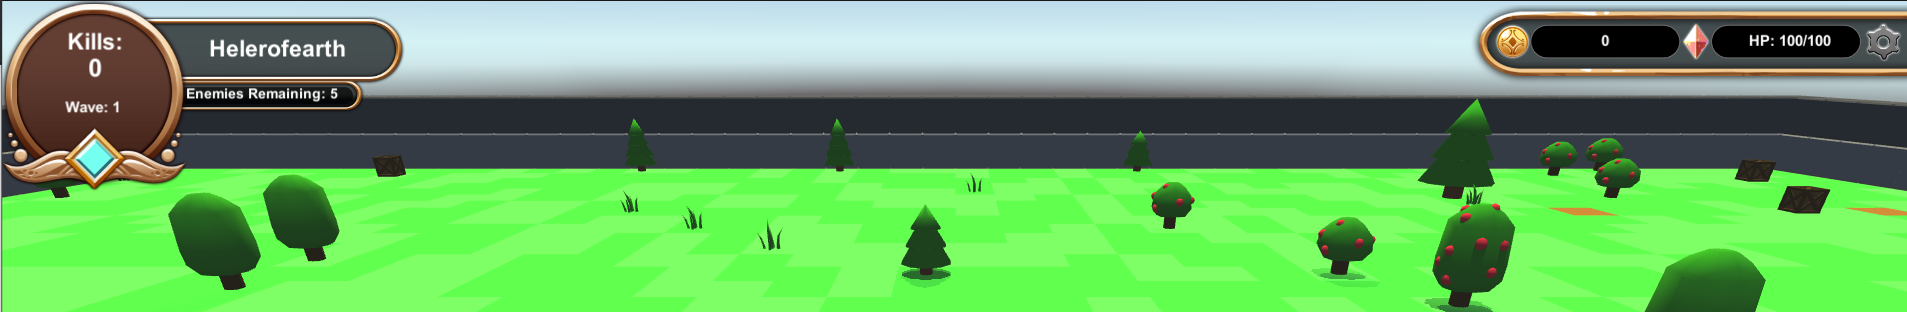 Kills:
0
Wave: 1
Helerofearth
Enemies Remaining: 5
0
HP: 100/100